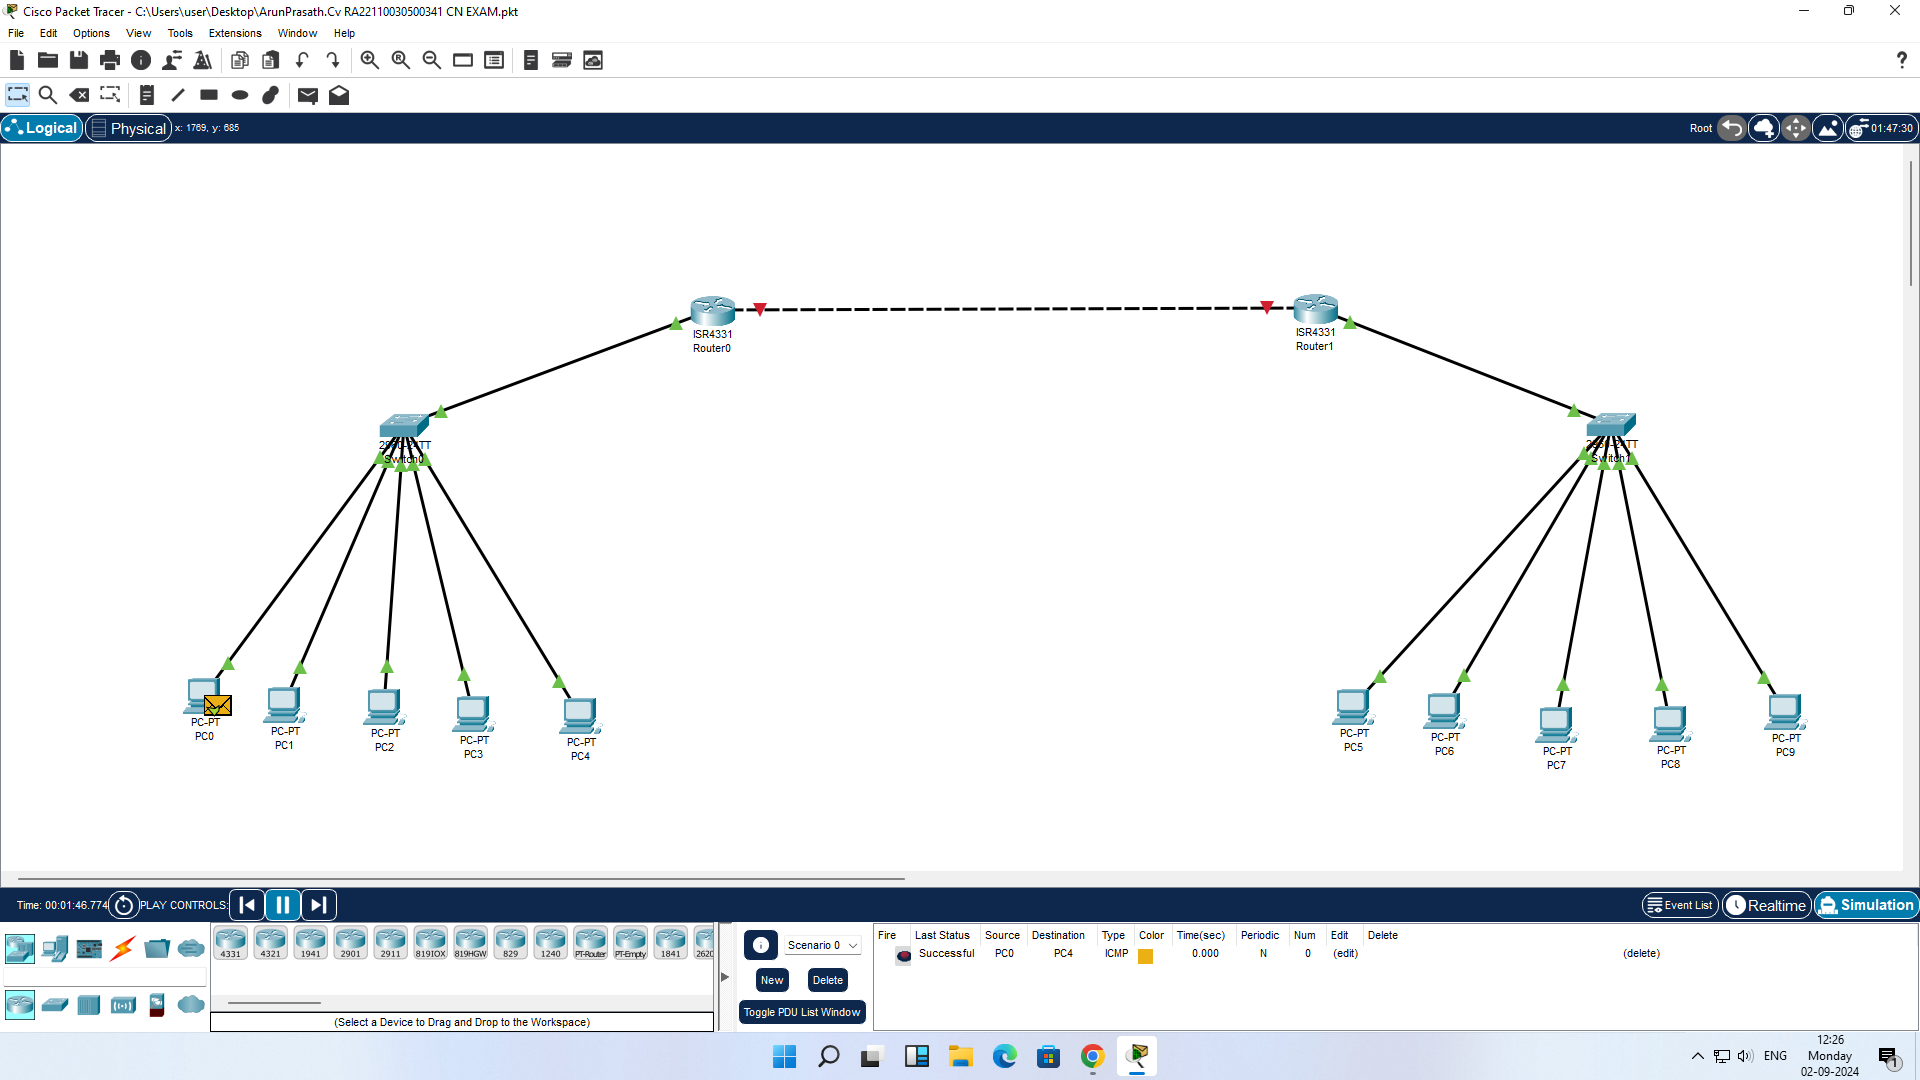 Cisco Packet Tracer - C:\Users\user\Desktop\ArunPrasath.Cv RA22110030500341 CN EXAM.pkt
File Edit Options View Tools Extensions Window Help
Logical Physical x: 1769, y: 685 Root 01:47:30
ISR4331
Router0
ISR4331
Router1
Switch0
Switch1
PC-PT
PC0
PC-PT
PC1
PC-PT
PC2
PC-PT
PC3
PC-PT
PC4
PC-PT
PC5
PC-PT
PC6
PC-PT
PC7
PC-PT
PC8
PC-PT
PC9
Time: 00:01:46.774 PLAY CONTROLS: Event List Realtime Simulation
4331 4321 1941 2901 2911 819IOX 819HGW 829 1240 PT-Router PT-Empty 1841 2620
(Select a Device to Drag and Drop to the Workspace)
Scenario 0
New Delete
Toggle PDU List Window
Fire Last Status Source Destination Type Color Time(sec) Periodic Num Edit Delete
Successful PC0 PC4 ICMP 0.000 N 0 (edit) (delete)
ENG
12:26
Monday
02-09-2024
1